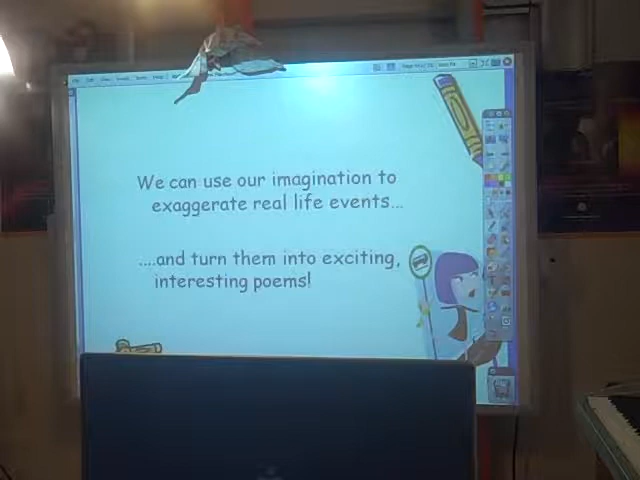 We can use our imagination to
exaggerate real life events...
....and turn them into exciting,
interesting poems!